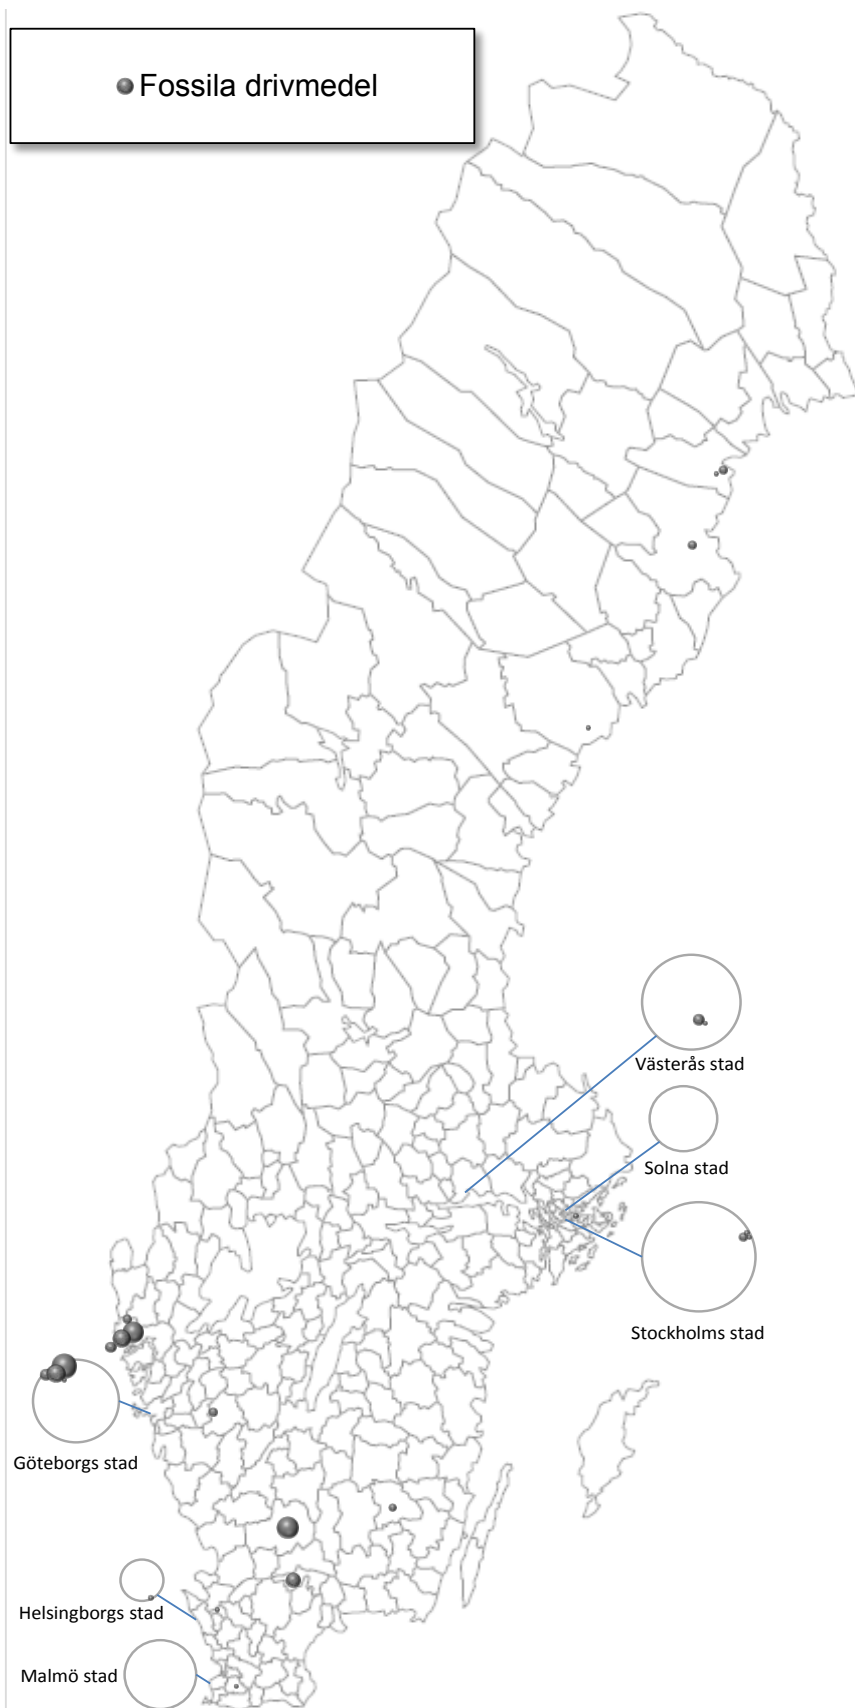 Fossila drivmedel
Västerås stad
Solna stad
Stockholms stad
Göteborgs stad
Helsingborgs stad
Malmö stad